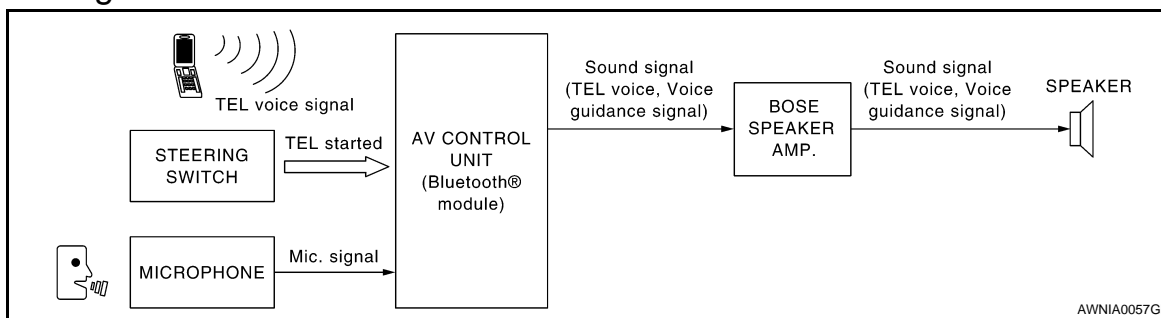 TEL voice signal
STEERING
SWITCH
TEL started
MICROPHONE
Mic. signal
AV CONTROL
UNIT
(Bluetooth®
module)
Sound signal
(TEL voice, Voice
guidance signal)
BOSE
SPEAKER
AMP.
Sound signal
(TEL voice, Voice
guidance signal)
SPEAKER
AWNIA0057G